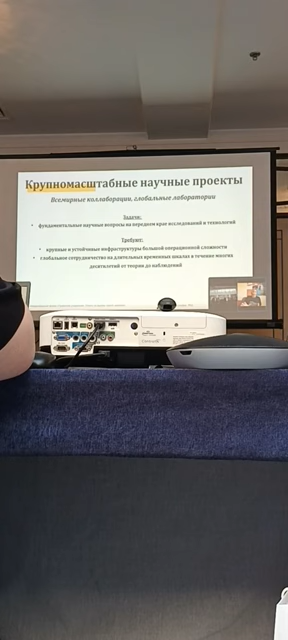 Крупномасштабные научные проекты
Всемирные коллаборации, глобальные лаборатории
Задачи:
• фундаментальные научные вопросы на переднем крае исследований и технологий
Требуют:
• крупные и устойчивые инфраструктуры большой операционной сложности
• глобальное сотрудничество на длительных временных шкалах в течение многих
десятилетий от теории до наблюдений